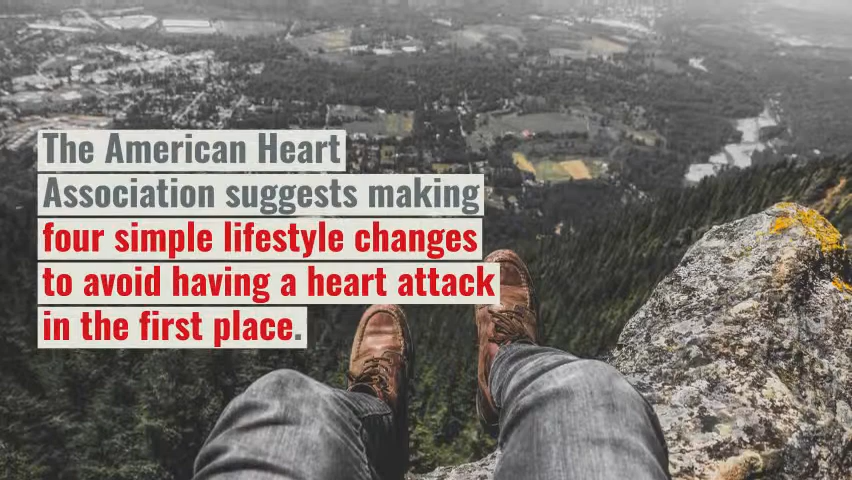 The American Heart
Association suggests making
four simple lifestyle changes
to avoid having a heart attack
in the first place.